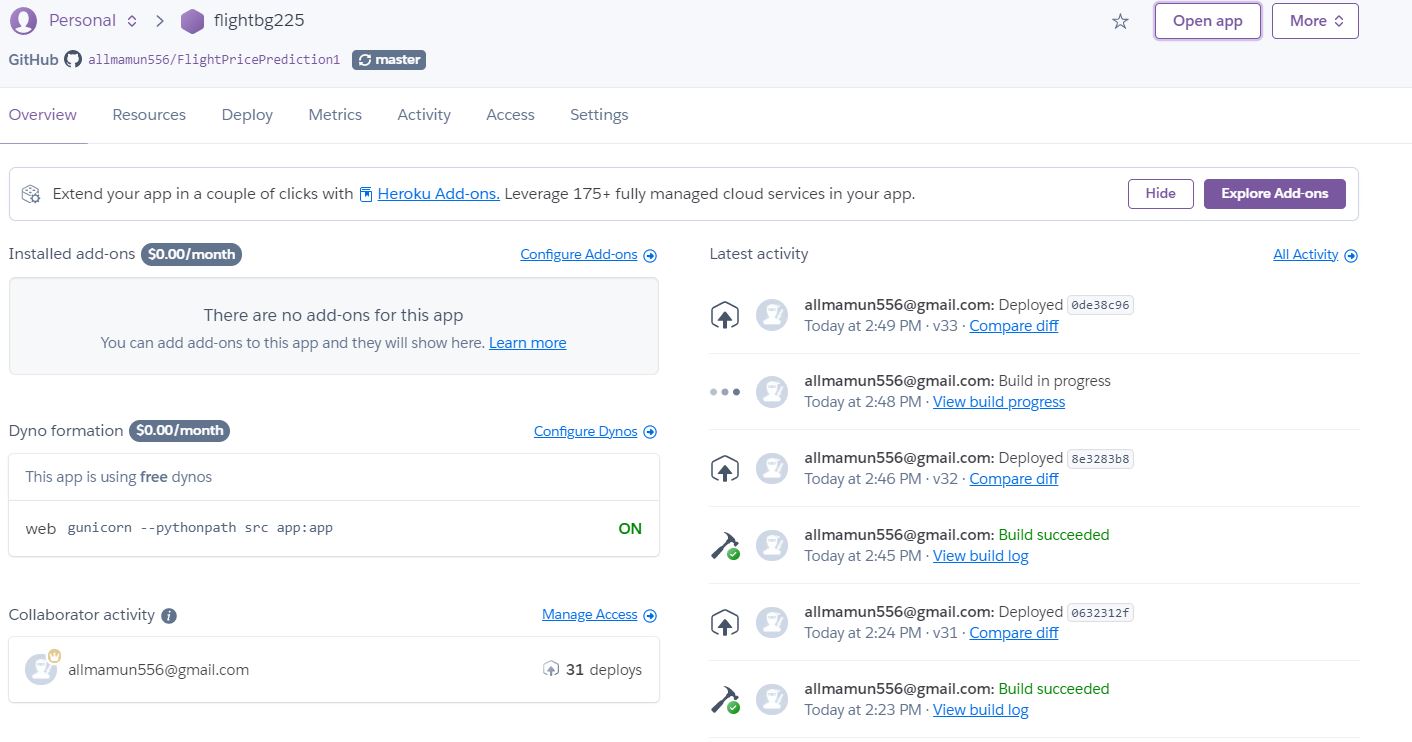 Personal flightbg225 Open app More
GitHub allmamun556/FlightPricePrediction1 master
Overview Resources Deploy Metrics Activity Access Settings
Extend your app in a couple of clicks with Heroku Add-ons. Leverage 175+ fully managed cloud services in your app. Hide Explore Add-ons
Installed add-ons $0.00/month Configure Add-ons
There are no add-ons for this app
You can add add-ons to this app and they will show here. Learn more
Dyno formation $0.00/month Configure Dynos
This app is using free dynos
web gunicorn --pythonpath src app:app ON
Collaborator activity i Manage Access
allmamun556@gmail.com 31 deploys
Latest activity All Activity
allmamun556@gmail.com: Deployed 0de38c96
Today at 2:49 PM · v33 · Compare diff
allmamun556@gmail.com: Build in progress
Today at 2:48 PM · View build progress
allmamun556@gmail.com: Deployed 8e3283b8
Today at 2:46 PM · v32 · Compare diff
allmamun556@gmail.com: Build succeeded
Today at 2:45 PM · View build log
allmamun556@gmail.com: Deployed 0632312f
Today at 2:24 PM · v31 · Compare diff
allmamun556@gmail.com: Build succeeded
Today at 2:23 PM · View build log